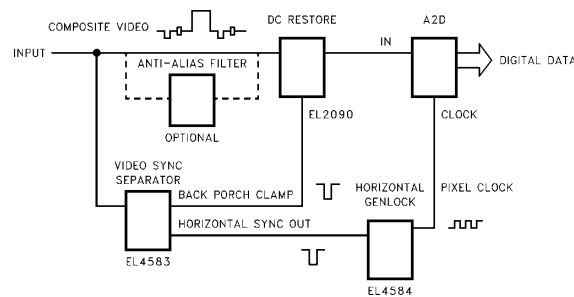 COMPOSITE VIDEO
DC RESTORE
A2D
INPUT
IN
ANTI-ALIAS FILTER
DIGITAL DATA
OPTIONAL
EL2090
CLOCK
VIDEO SYNC
SEPARATOR
BACK PORCH CLAMP
HORIZONTAL
GENLOCK
PIXEL CLOCK
HORIZONTAL SYNC OUT
EL4583
EL4584